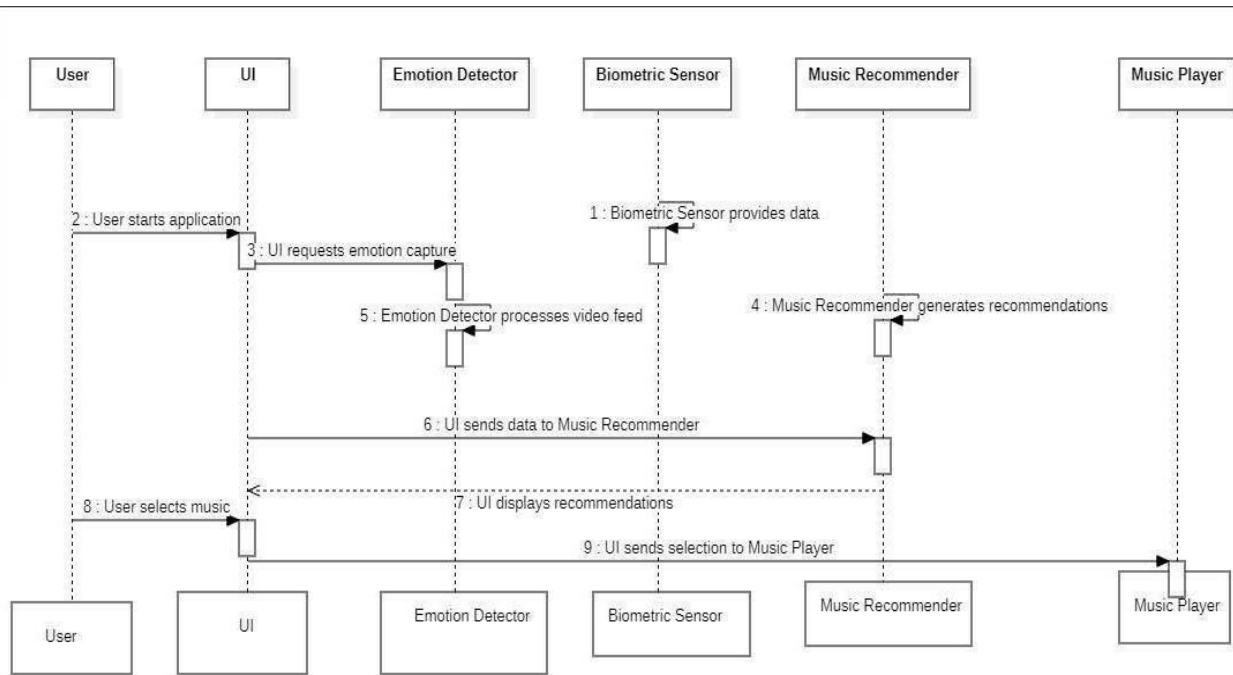 User
UI
Emotion Detector
Biometric Sensor
Music Recommender
Music Player
1 : Biometric Sensor provides data
2 : User starts application
3 : UI requests emotion capture
4 : Music Recommender generates recommendations
5 : Emotion Detector processes video feed
6 : UI sends data to Music Recommender
7 : UI displays recommendations
8 : User selects music
9 : UI sends selection to Music Player
User
UI
Emotion Detector
Biometric Sensor
Music Recommender
Music Player